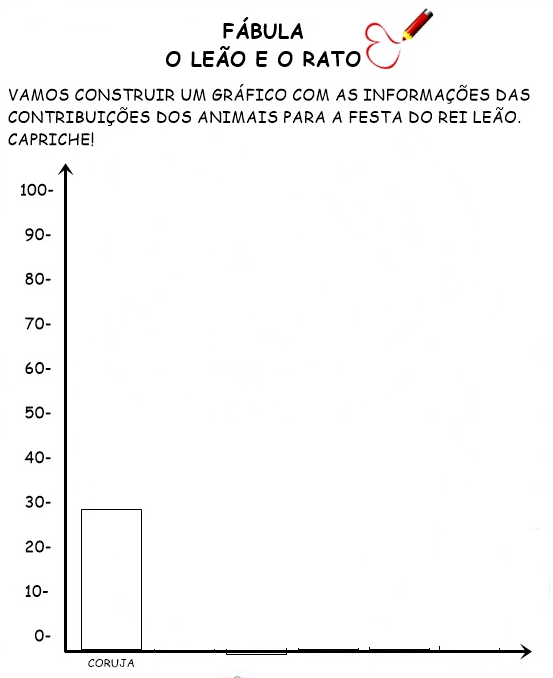 FÁBULA
O LEÃO E O RATO
VAMOS CONSTRUIR UM GRÁFICO COM AS INFORMAÇÕES DAS
CONTRIBUIÇÕES DOS ANIMAIS PARA A FESTA DO REI LEÃO.
CAPRICHE!
100-
90-
80-
70-
60-
50-
40-
30-
20-
10-
0-
CORUJA